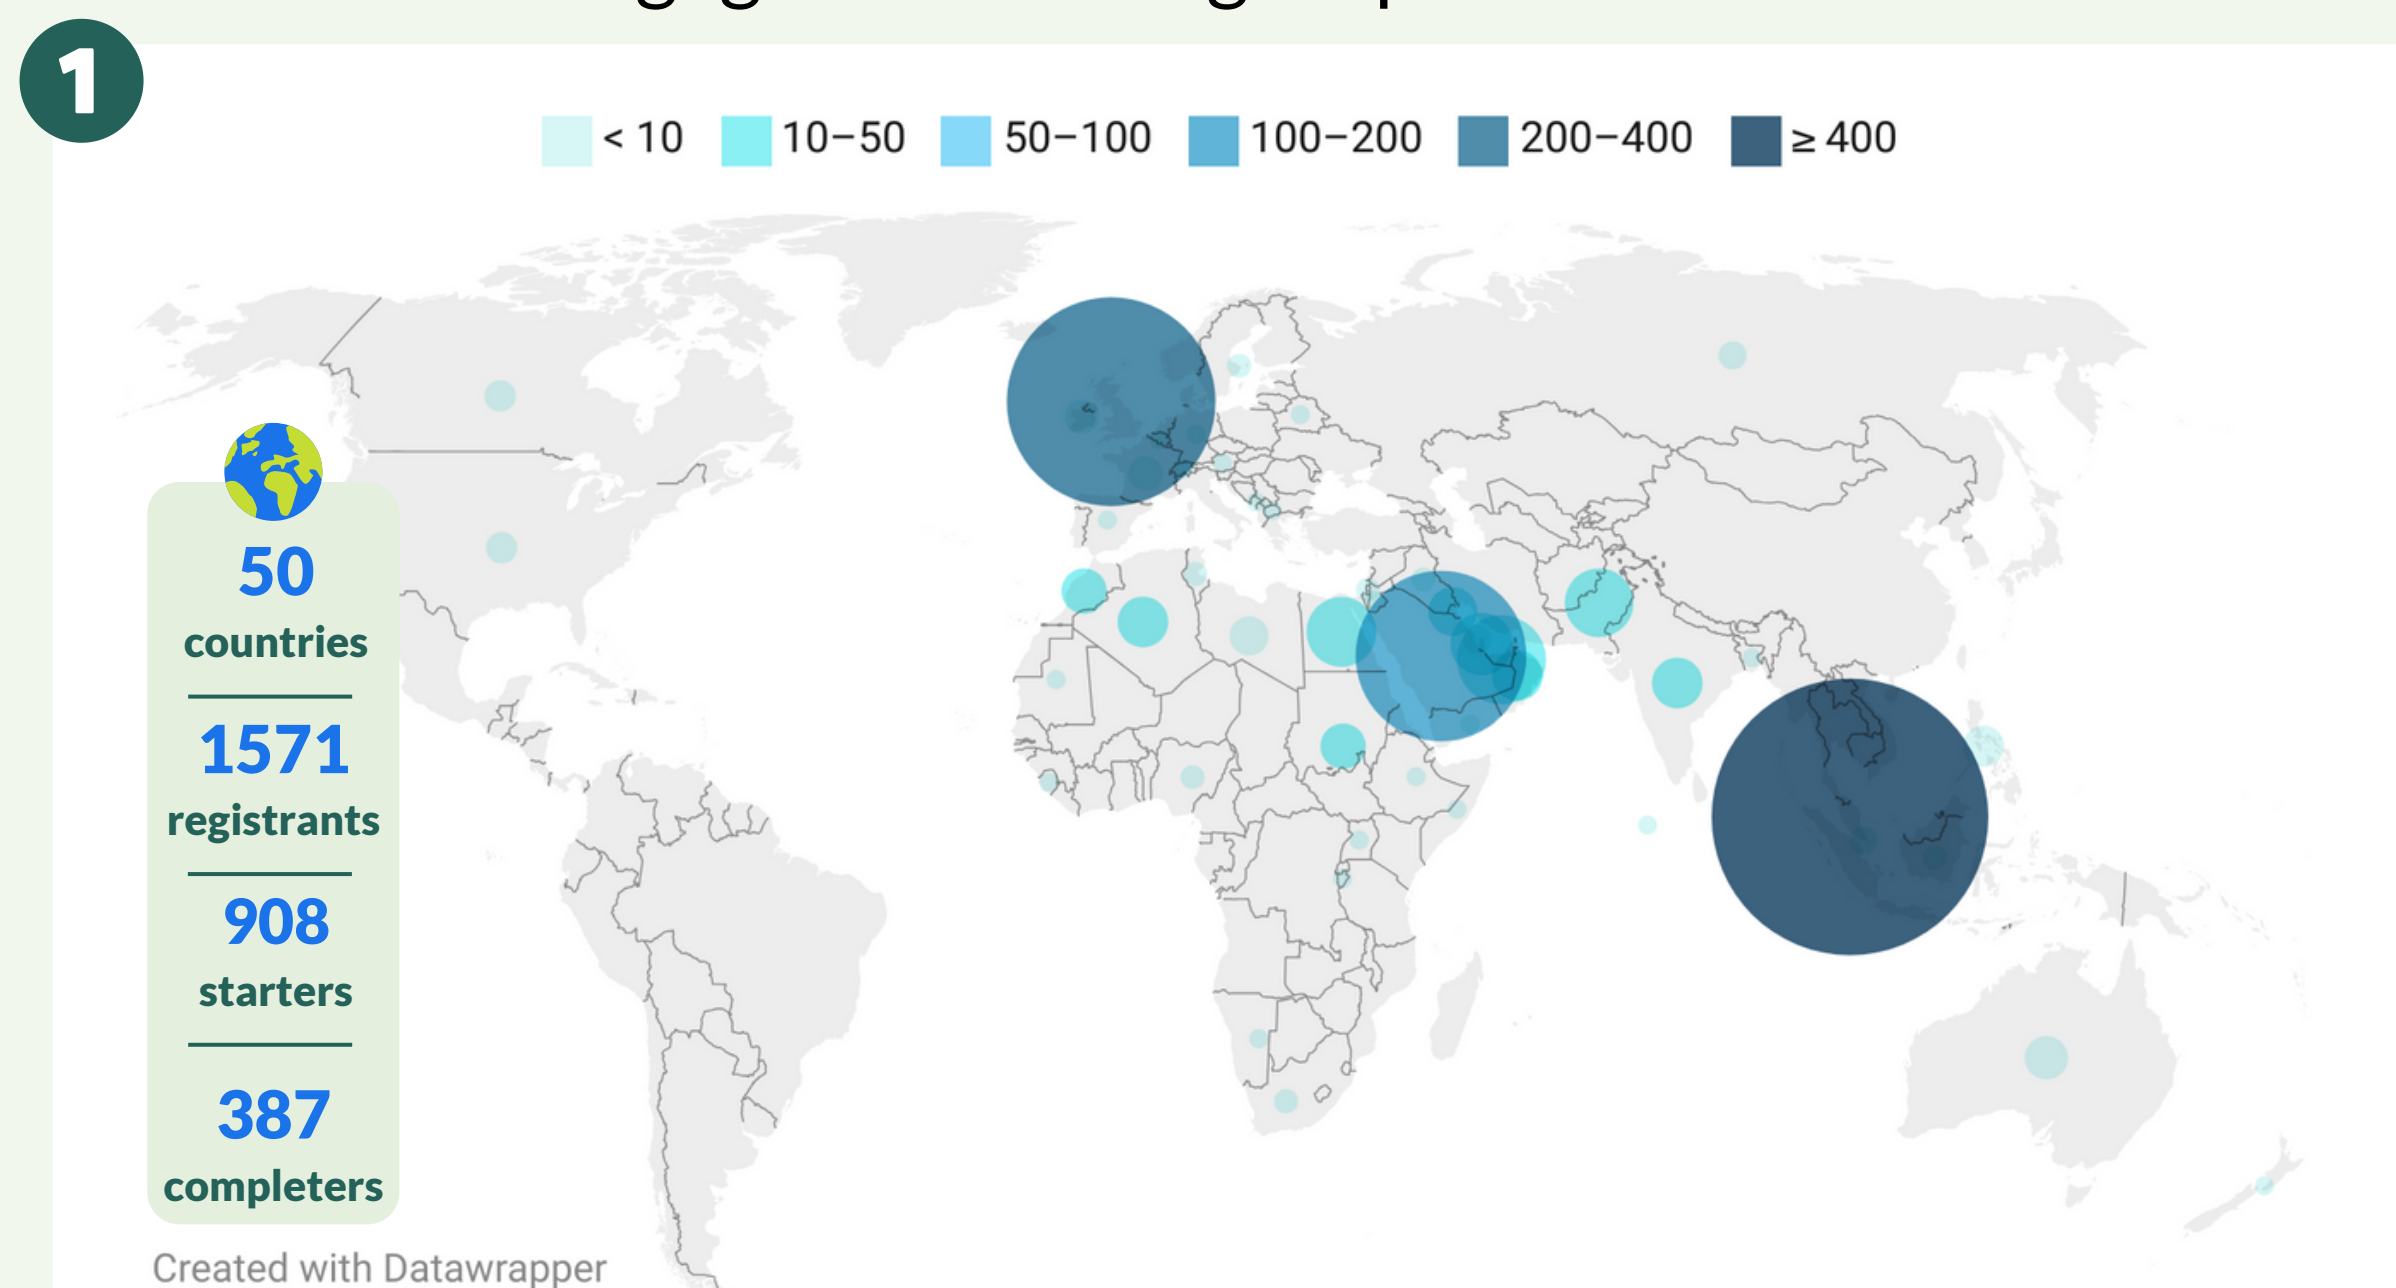 1
< 10 10–50 50–100 100–200 200–400 ≥ 400
50
countries
1571
registrants
908
starters
387
completers
Created with Datawrapper